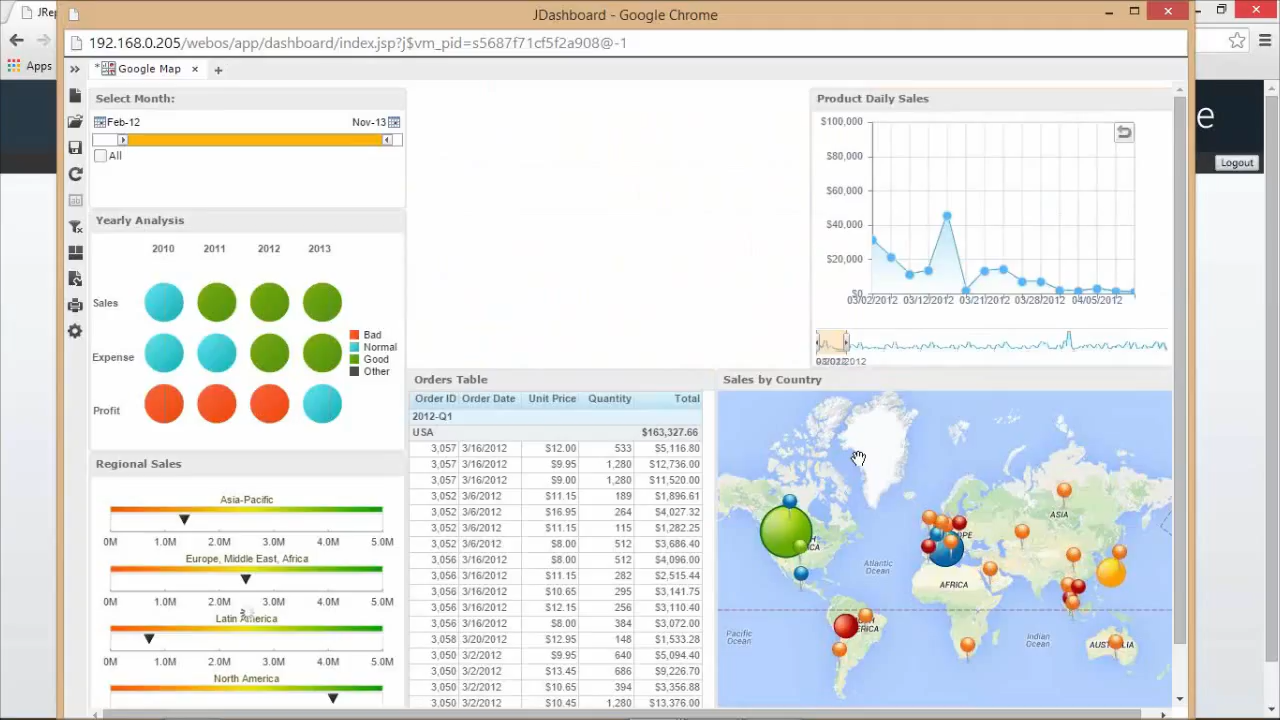 JDashboard - Google Chrome
JRep
192.168.0.205/webos/app/dashboard/index.jsp?j$vm_pid=s5687f71cf5f2a908@-1
Apps
* Google Map × +
e
Logout
Select Month:
Feb-12 Nov-13
All
Yearly Analysis
2010 2011 2012 2013
Sales
Expense
Profit
Bad
Normal
Good
Other
Regional Sales
Asia-Pacific
0M 1.0M 2.0M 3.0M 4.0M 5.0M
Europe, Middle East, Africa
0M 1.0M 2.0M 3.0M 4.0M 5.0M
Latin America
0M 1.0M 2.0M 3.0M 4.0M 5.0M
North America
Product Daily Sales
$100,000
$80,000
$60,000
$40,000
$20,000
$0
03/02/2012 03/12/2012 03/21/2012 03/28/2012 04/05/2012
Orders Table
Order ID Order Date Unit Price Quantity Total
2012-Q1
USA $163,327.66
3,057 3/16/2012 $12.00 533 $5,116.80
3,057 3/16/2012 $9.95 1,280 $12,736.00
3,057 3/16/2012 $9.00 1,280 $11,520.00
3,052 3/6/2012 $11.15 189 $1,896.61
3,052 3/6/2012 $16.95 264 $4,027.32
3,052 3/6/2012 $11.15 115 $1,282.25
3,052 3/6/2012 $8.00 512 $3,686.40
3,056 3/16/2012 $8.00 512 $4,096.00
3,056 3/16/2012 $11.15 282 $2,515.44
3,056 3/16/2012 $10.65 295 $3,141.75
3,056 3/16/2012 $12.15 256 $3,110.40
3,056 3/16/2012 $8.00 384 $3,072.00
3,058 3/20/2012 $12.95 148 $1,533.28
3,050 3/2/2012 $9.95 640 $5,094.40
3,050 3/2/2012 $13.45 686 $9,226.70
3,050 3/2/2012 $10.65 394 $3,356.88
3,050 3/2/2012 $10.45 1,280 $13,376.00
Sales by Country
ASIA
Atlantic
Ocean
AFRICA
Pacific
Ocean
Indian
Ocean